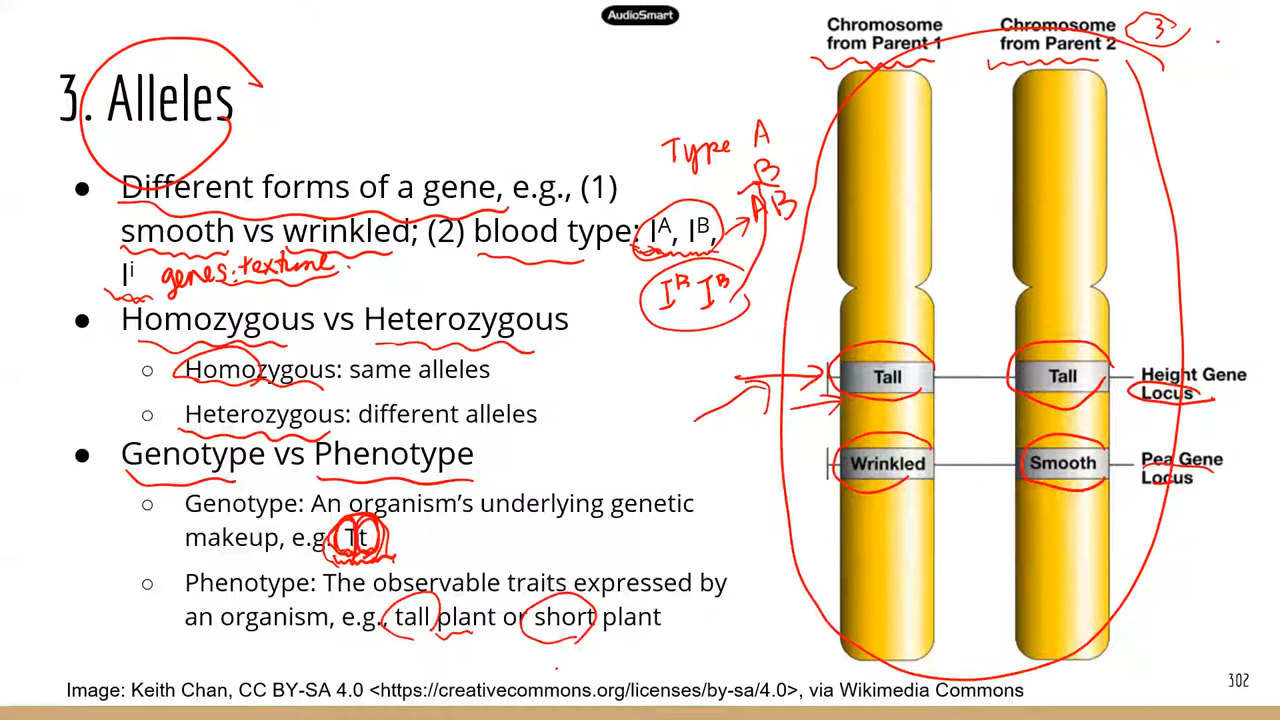 AudioSmart
3. Alleles
● Different forms of a gene, e.g., (1)
smooth vs wrinkled; (2) blood type: Iᴬ, Iᴮ,
Iⁱ genes: texture.
● Homozygous vs Heterozygous
○ Homozygous: same alleles
○ Heterozygous: different alleles
● Genotype vs Phenotype
○ Genotype: An organism's underlying genetic
makeup, e.g., Tt
○ Phenotype: The observable traits expressed by
an organism, e.g., tall plant or short plant
Type A
B
AB
Iᴮ Iᴮ
Chromosome
from Parent 1
Chromosome
from Parent 2
3
Tall
Tall
Height Gene
Locus
Wrinkled
Smooth
Pea Gene
Locus
Image: Keith Chan, CC BY-SA 4.0 <https://creativecommons.org/licenses/by-sa/4.0>, via Wikimedia Commons
302